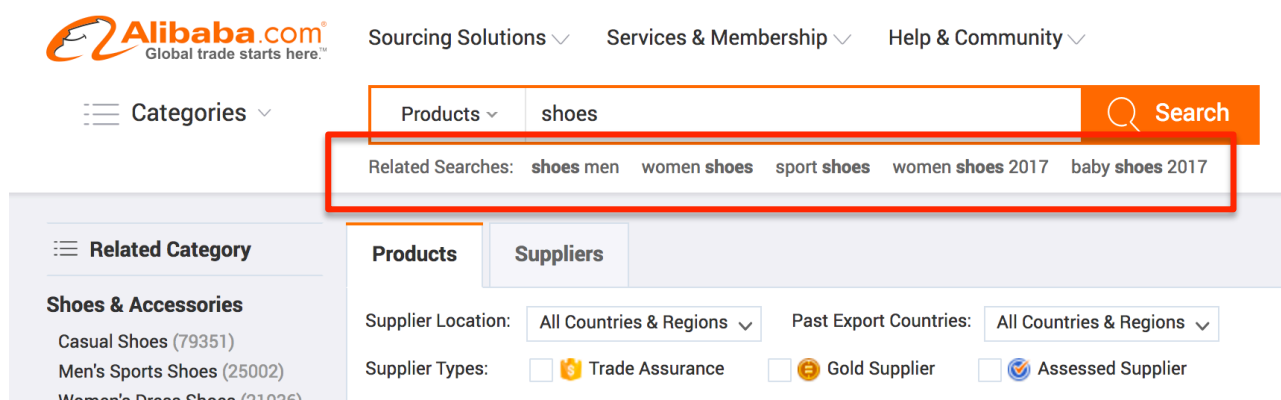 Alibaba.com®
Global trade starts here.™
Sourcing Solutions Services & Membership Help & Community
Categories
Products shoes Search
Related Searches: shoes men women shoes sport shoes women shoes 2017 baby shoes 2017
Related Category
Products Suppliers
Shoes & Accessories
Casual Shoes (79351)
Men's Sports Shoes (25002)
Women's Dress Shoes
Supplier Location: All Countries & Regions Past Export Countries: All Countries & Regions
Supplier Types: Trade Assurance Gold Supplier Assessed Supplier